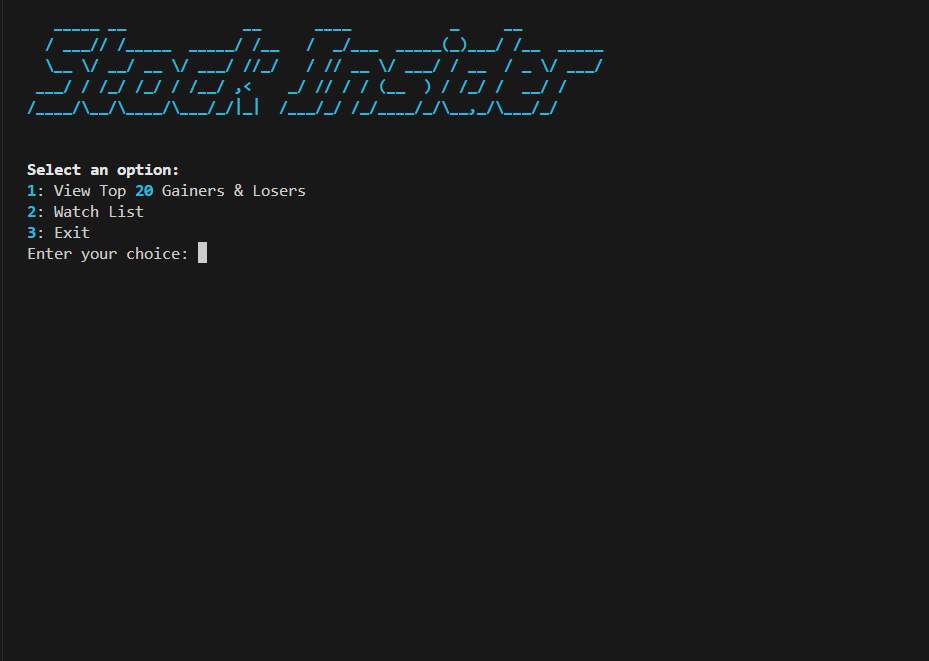 Stock Insider
Select an option:
1: View Top 20 Gainers & Losers
2: Watch List
3: Exit
Enter your choice: